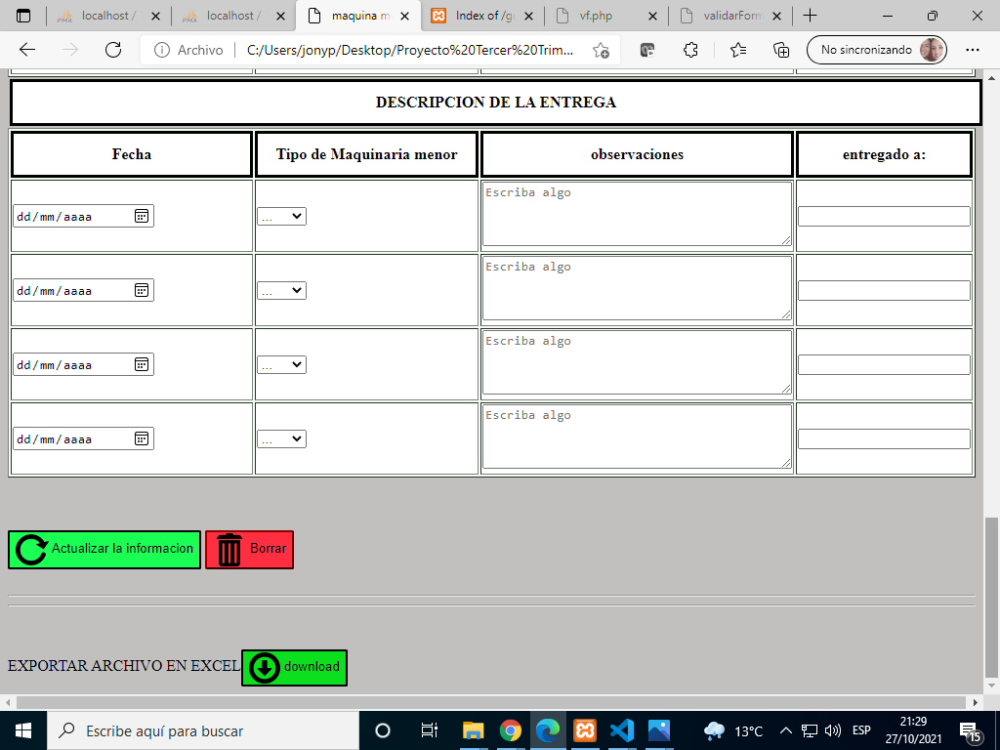 localhost /
localhost /
maquina m
Index of /g
vf.php
validarForm
Archivo
C:/Users/jonyp/Desktop/Proyecto%20Tercer%20Trim...
No sincronizando
DESCRIPCION DE LA ENTREGA
Fecha
Tipo de Maquinaria menor
observaciones
entregado a:
dd/mm/aaaa
...
Escriba algo
dd/mm/aaaa
...
Escriba algo
dd/mm/aaaa
...
Escriba algo
dd/mm/aaaa
...
Escriba algo
Actualizar la informacion
Borrar
EXPORTAR ARCHIVO EN EXCEL
download
Escribe aquí para buscar
13°C
ESP
21:29
27/10/2021
15